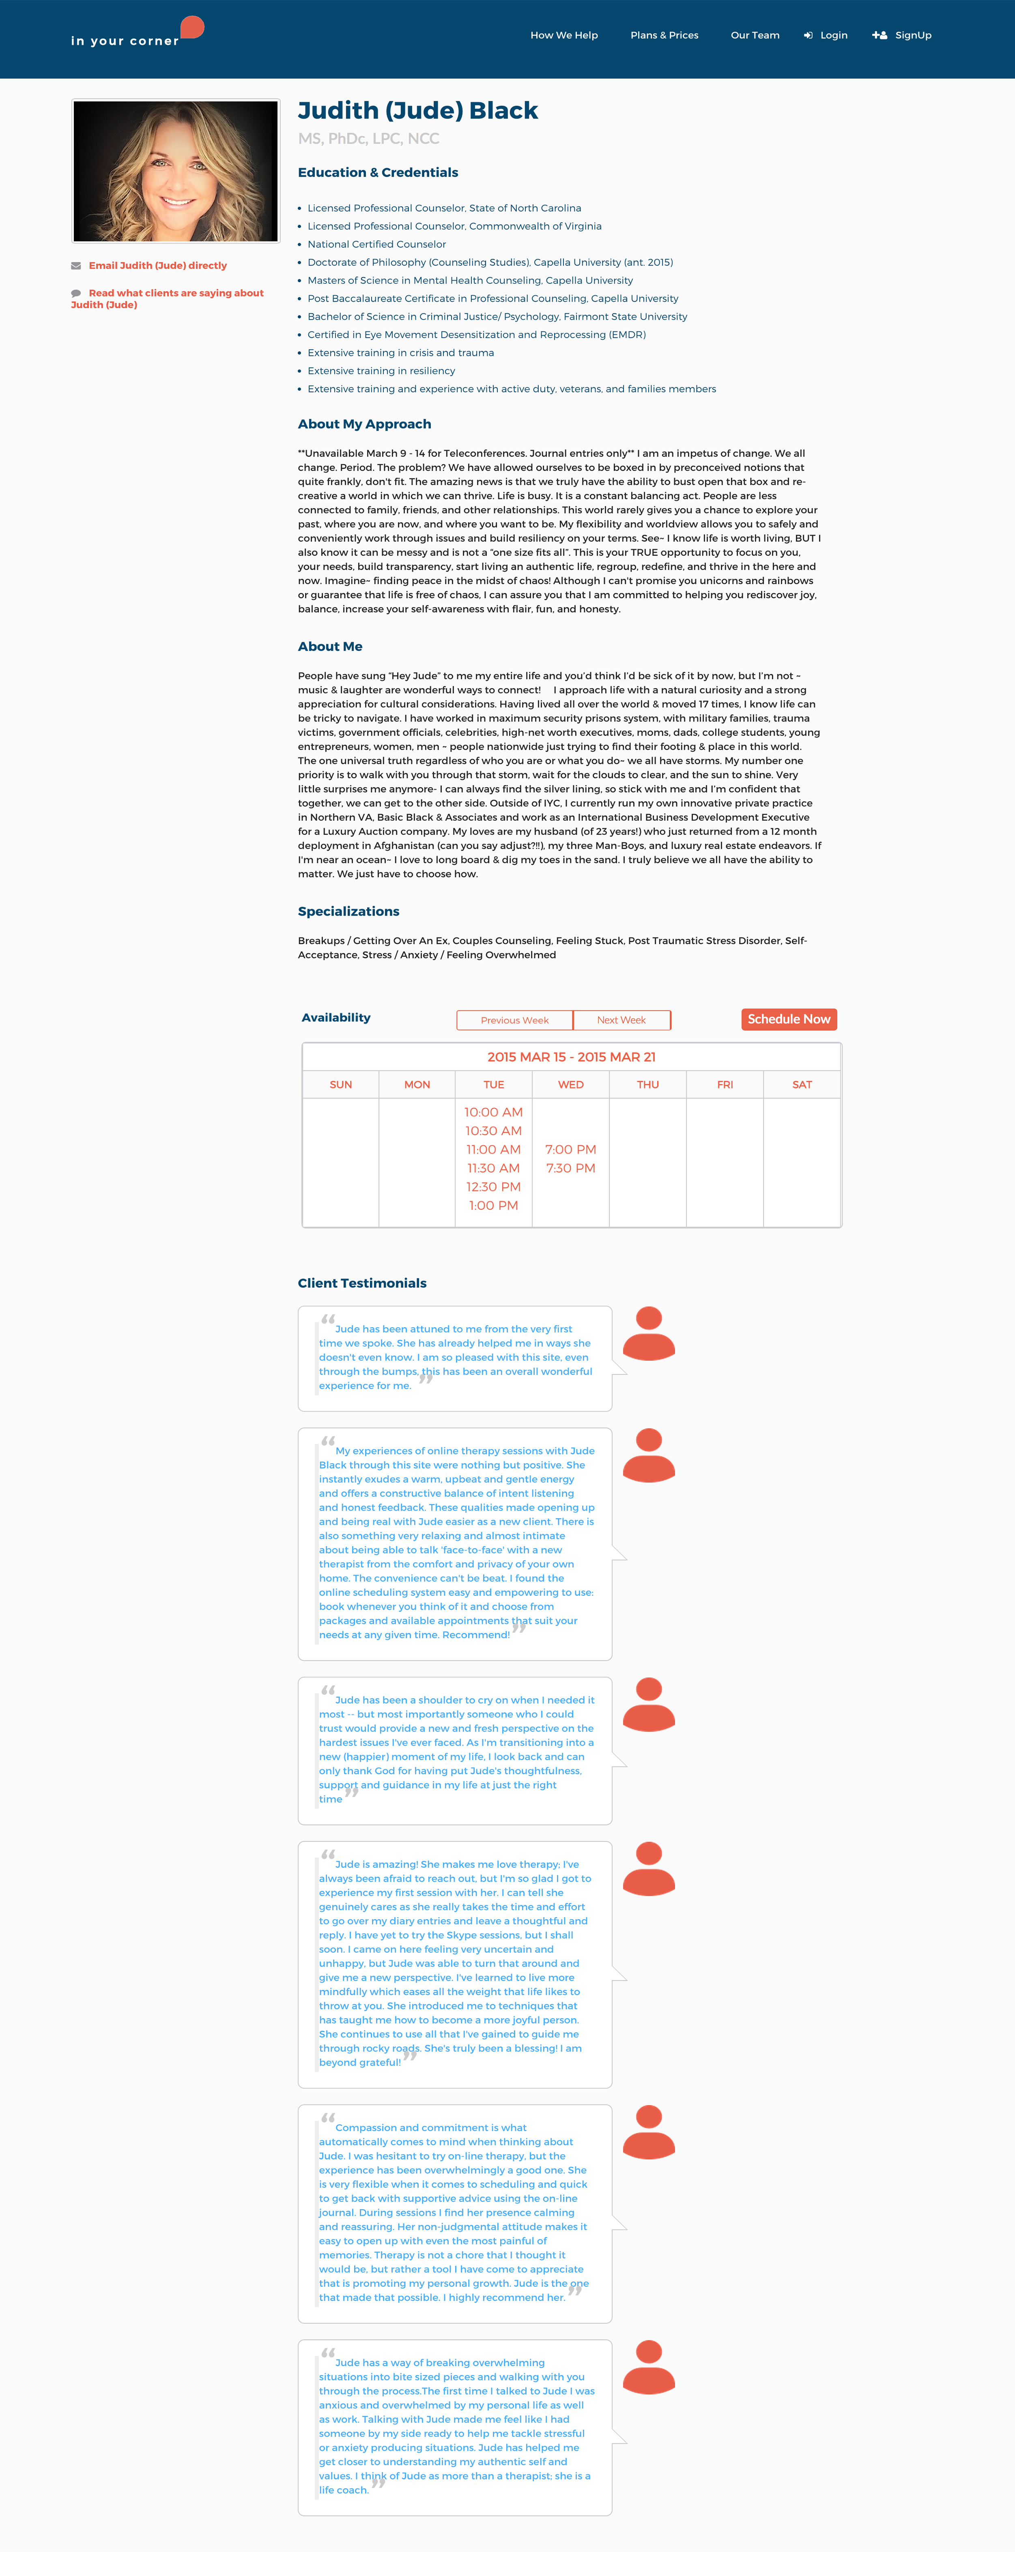 in your corner
How We Help
Plans & Prices
Our Team
Login
SignUp
Judith (Jude) Black
MS, PhDc, LPC, NCC
Email Judith (Jude) directly
Read what clients are saying about
Judith (Jude)
Education & Credentials
• Licensed Professional Counselor, State of North Carolina
• Licensed Professional Counselor, Commonwealth of Virginia
• National Certified Counselor
• Doctorate of Philosophy (Counseling Studies), Capella University (ant. 2015)
• Masters of Science in Mental Health Counseling, Capella University
• Post Baccalaureate Certificate in Professional Counseling, Capella University
• Bachelor of Science in Criminal Justice/ Psychology, Fairmont State University
• Certified in Eye Movement Desensitization and Reprocessing (EMDR)
• Extensive training in crisis and trauma
• Extensive training in resiliency
• Extensive training and experience with active duty, veterans, and families members
About My Approach
**Unavailable March 9 - 14 for Teleconferences. Journal entries only** I am an impetus of change. We all
change. Period. The problem? We have allowed ourselves to be boxed in by preconceived notions that
quite frankly, don't fit. The amazing news is that we truly have the ability to bust open that box and re-
creative a world in which we can thrive. Life is busy. It is a constant balancing act. People are less
connected to family, friends, and other relationships. This world rarely gives you a chance to explore your
past, where you are now, and where you want to be. My flexibility and worldview allows you to safely and
conveniently work through issues and build resiliency on your terms. See~ I know life is worth living, BUT I
also know it can be messy and is not a “one size fits all”. This is your TRUE opportunity to focus on you,
your needs, build transparency, start living an authentic life, regroup, redefine, and thrive in the here and
now. Imagine~ finding peace in the midst of chaos! Although I can't promise you unicorns and rainbows
or guarantee that life is free of chaos, I can assure you that I am committed to helping you rediscover joy,
balance, increase your self-awareness with flair, fun, and honesty.
About Me
People have sung “Hey Jude” to me my entire life and you’d think I’d be sick of it by now, but I’m not ~
music & laughter are wonderful ways to connect! I approach life with a natural curiosity and a strong
appreciation for cultural considerations. Having lived all over the world & moved 17 times, I know life can
be tricky to navigate. I have worked in maximum security prisons system, with military families, trauma
victims, government officials, celebrities, high-net worth executives, moms, dads, college students, young
entrepreneurs, women, men ~ people nationwide just trying to find their footing & place in this world.
The one universal truth regardless of who you are or what you do~ we all have storms. My number one
priority is to walk with you through that storm, wait for the clouds to clear, and the sun to shine. Very
little surprises me anymore- I can always find the silver lining, so stick with me and I’m confident that
together, we can get to the other side. Outside of IYC, I currently run my own innovative private practice
in Northern VA, Basic Black & Associates and work as an International Business Development Executive
for a Luxury Auction company. My loves are my husband (of 23 years!) who just returned from a 12 month
deployment in Afghanistan (can you say adjust?!!), my three Man-Boys, and luxury real estate endeavors. If
I'm near an ocean~ I love to long board & dig my toes in the sand. I truly believe we all have the ability to
matter. We just have to choose how.
Specializations
Breakups / Getting Over An Ex, Couples Counseling, Feeling Stuck, Post Traumatic Stress Disorder, Self-
Acceptance, Stress / Anxiety / Feeling Overwhelmed
Availability
Previous Week
Next Week
Schedule Now
2015 MAR 15 - 2015 MAR 21
SUN MON TUE WED THU FRI SAT
10:00 AM
10:30 AM
11:00 AM
11:30 AM
12:30 PM
1:00 PM
7:00 PM
7:30 PM
Client Testimonials
“Jude has been attuned to me from the very first
time we spoke. She has already helped me in ways she
doesn't even know. I am so pleased with this site, even
through the bumps, this has been an overall wonderful
experience for me. ”
“My experiences of online therapy sessions with Jude
Black through this site were nothing but positive. She
instantly exudes a warm, upbeat and gentle energy
and offers a constructive balance of intent listening
and honest feedback. These qualities made opening up
and being real with Jude easier as a new client. There is
also something very relaxing and almost intimate
about being able to talk 'face-to-face' with a new
therapist from the comfort and privacy of your own
home. The convenience can't be beat. I found the
online scheduling system easy and empowering to use:
book whenever you think of it and choose from
packages and available appointments that suit your
needs at any given time. Recommend!”
“Jude has been a shoulder to cry on when I needed it
most -- but most importantly someone who I could
trust would provide a new and fresh perspective on the
hardest issues I've ever faced. As I'm transitioning into a
new (happier) moment of my life, I look back and can
only thank God for having put Jude's thoughtfulness,
support and guidance in my life at just the right
time”
“Jude is amazing! She makes me love therapy; I've
always been afraid to reach out, but I'm so glad I got to
experience my first session with her. I can tell she
genuinely cares as she really takes the time and effort
to go over my diary entries and leave a thoughtful and
reply. I have yet to try the Skype sessions, but I shall
soon. I came on here feeling very uncertain and
unhappy, but Jude was able to turn that around and
give me a new perspective. I've learned to live more
mindfully which eases all the weight that life likes to
throw at you. She introduced me to techniques that
has taught me how to become a more joyful person.
She continues to use all that I've gained to guide me
through rocky roads. She's truly been a blessing! I am
beyond grateful!”
“Compassion and commitment is what
automatically comes to mind when thinking about
Jude. I was hesitant to try on-line therapy, but the
experience has been overwhelmingly a good one. She
is very flexible when it comes to scheduling and quick
to get back with supportive advice using the on-line
journal. During sessions I find her presence calming
and reassuring. Her non-judgmental attitude makes it
easy to open up with even the most painful of
memories. Therapy is not a chore that I thought it
would be, but rather a tool I have come to appreciate
that is promoting my personal growth. Jude is the one
that made that possible. I highly recommend her.”
“Jude has a way of breaking overwhelming
situations into bite sized pieces and walking with you
through the process.The first time I talked to Jude I was
anxious and overwhelmed by my personal life as well
as work. Talking with Jude made me feel like I had
someone by my side ready to help me tackle stressful
or anxiety producing situations. Jude has helped me
get closer to understanding my authentic self and
values. I think of Jude as more than a therapist; she is a
life coach.”